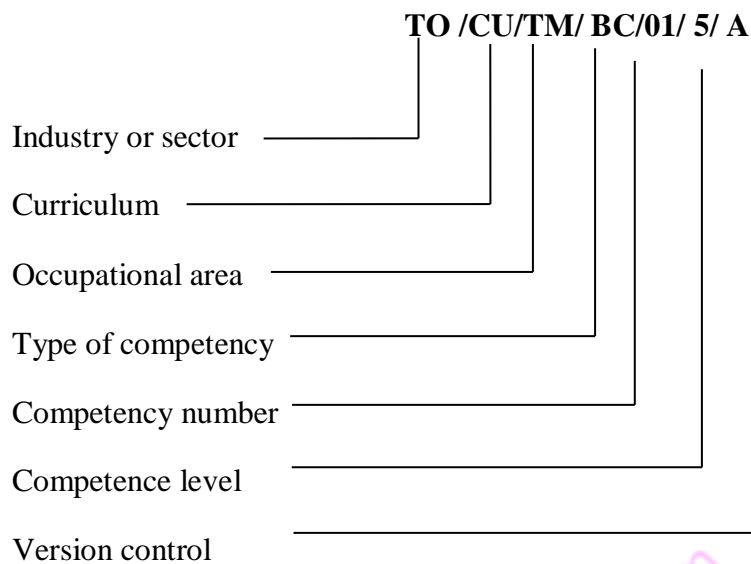 TO /CU/TM/ BC/01/ 5/ A
Industry or sector
Curriculum
Occupational area
Type of competency
Competency number
Competence level
Version control